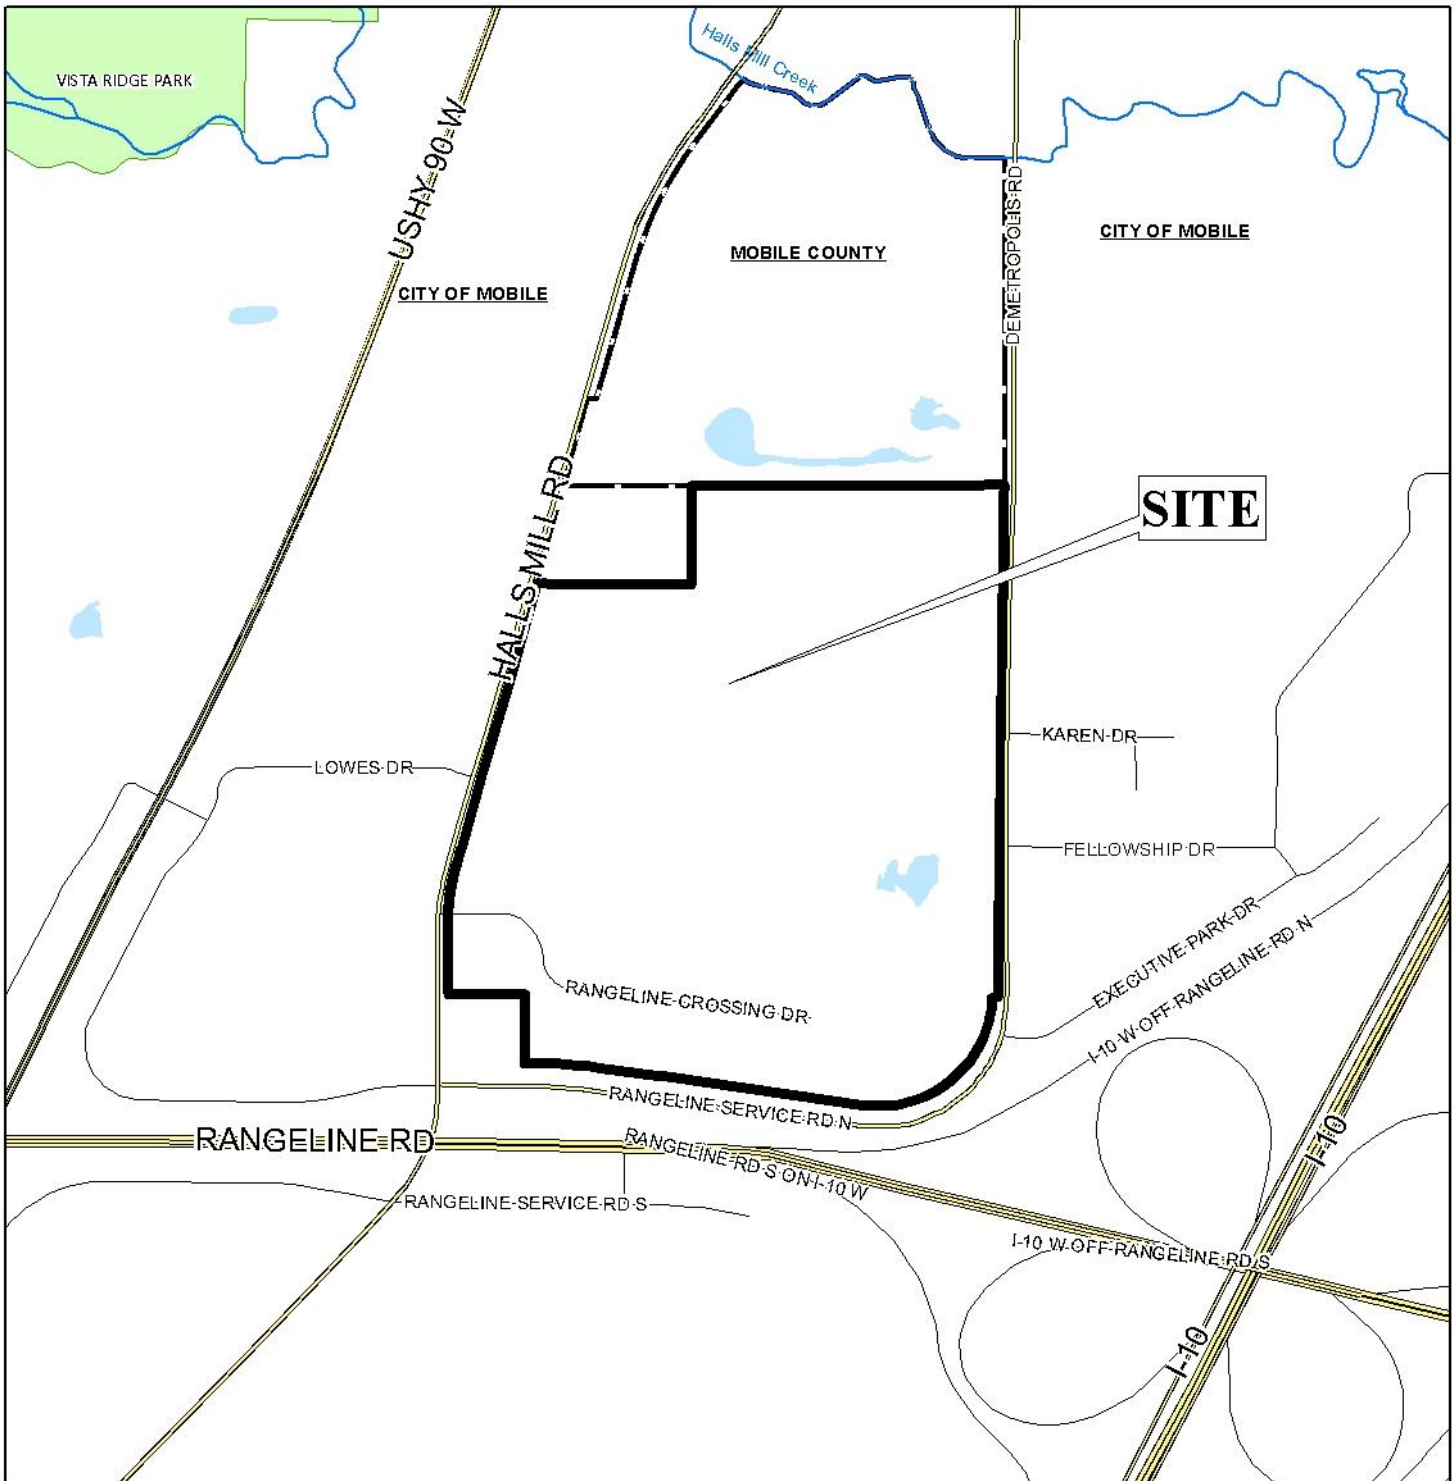 Halls Mill Creek
VISTA RIDGE PARK
USHY 90 W
DEMETROPOLIS RD
CITY OF MOBILE
MOBILE COUNTY
CITY OF MOBILE
HALLS MILL RD
SITE
KAREN DR
LOWES DR
FELLOWSHIP DR
EXECUTIVE PARK DR
I-10 W OFF RANGELINE RD N
RANGELINE CROSSING DR
RANGELINE SERVICE RD N
RANGELINE RD
RANGELINE RD S ON I-10 W
I-10
RANGELINE SERVICE RD S
I-10 W OFF RANGELINE RD S
I-10